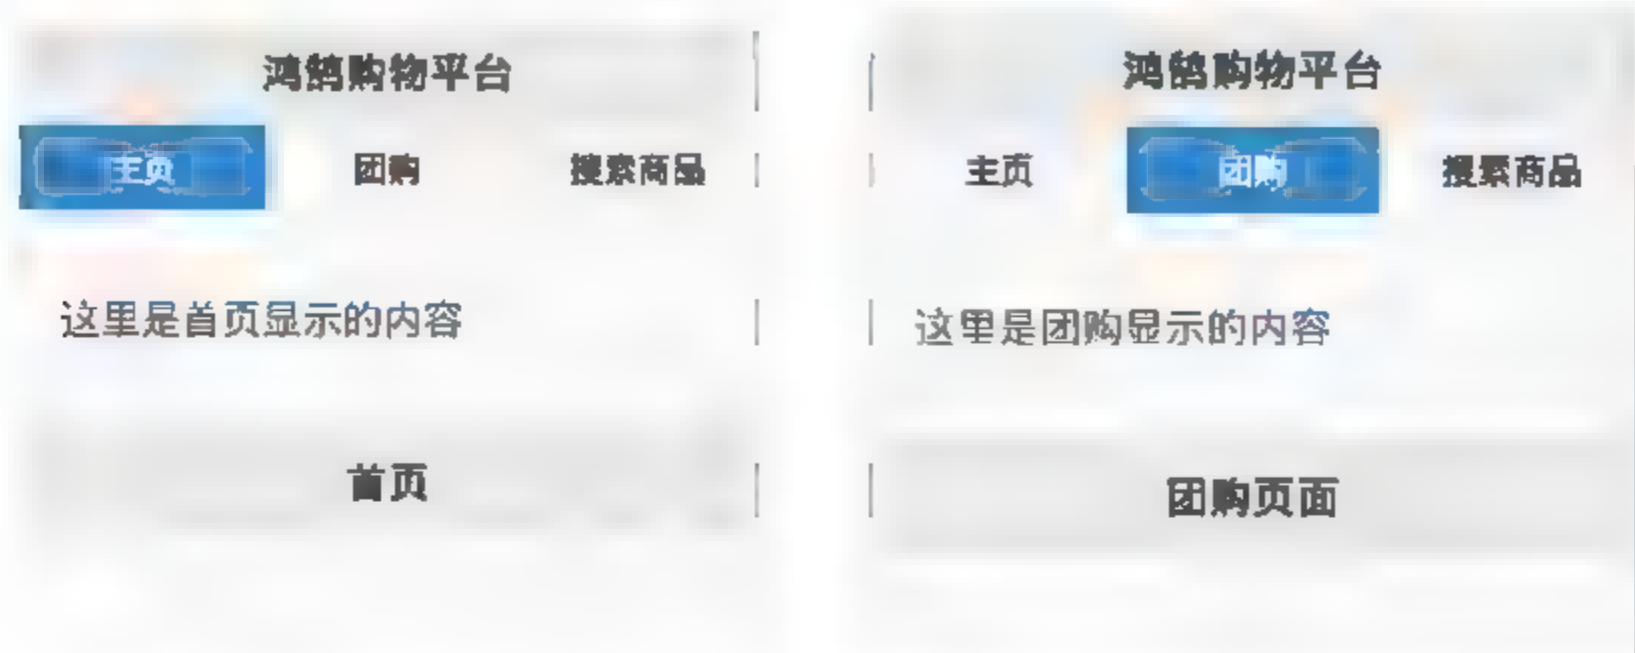 鸿鹄购物平台
主页 团购 搜索商品
这里是首页显示的内容
首页
鸿鹄购物平台
主页 团购 搜索商品
这里是团购显示的内容
团购页面